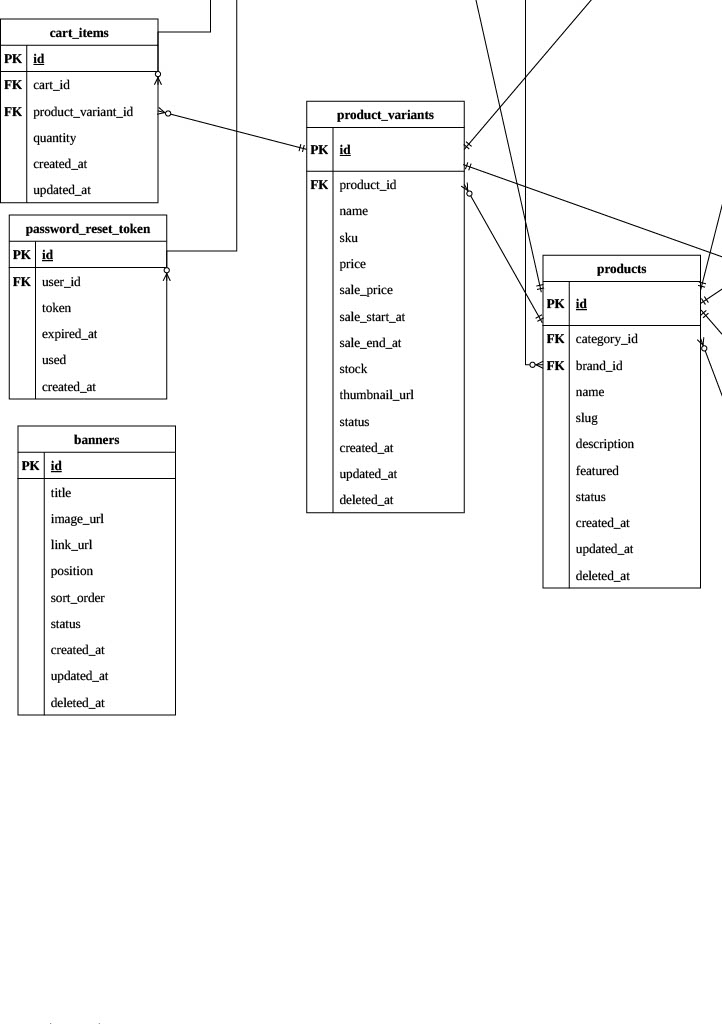 cart_items
PK id
FK cart_id
FK product_variant_id
quantity
created_at
updated_at
password_reset_token
PK id
FK user_id
token
expired_at
used
created_at
banners
PK id
title
image_url
link_url
position
sort_order
status
created_at
updated_at
deleted_at
product_variants
PK id
FK product_id
name
sku
price
sale_price
sale_start_at
sale_end_at
stock
thumbnail_url
status
created_at
updated_at
deleted_at
products
PK id
FK category_id
FK brand_id
name
slug
description
featured
status
created_at
updated_at
deleted_at